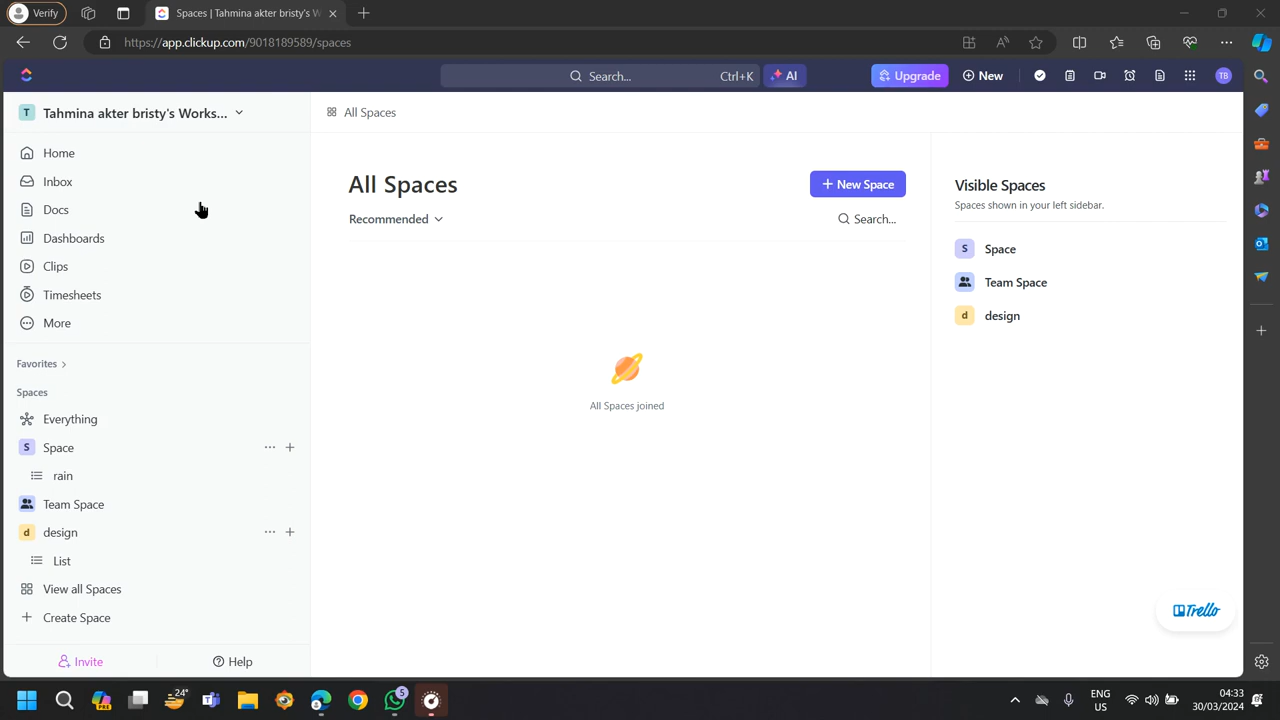 Verify
Spaces | Tahmina akter bristy's W
https://app.clickup.com/9018189589/spaces
Search...
Ctrl+K
AI
Upgrade
New
TB
T
Tahmina akter bristy's Works...
All Spaces
Home
Inbox
Docs
Dashboards
Clips
Timesheets
More
Favorites
Spaces
Everything
S
Space
rain
Team Space
d
design
List
View all Spaces
Create Space
Invite
Help
All Spaces
+ New Space
Recommended
Search...
All Spaces joined
Visible Spaces
Spaces shown in your left sidebar.
S
Space
Team Space
d
design
Trello
PRE
24°
5
ENG
US
04:33
30/03/2024